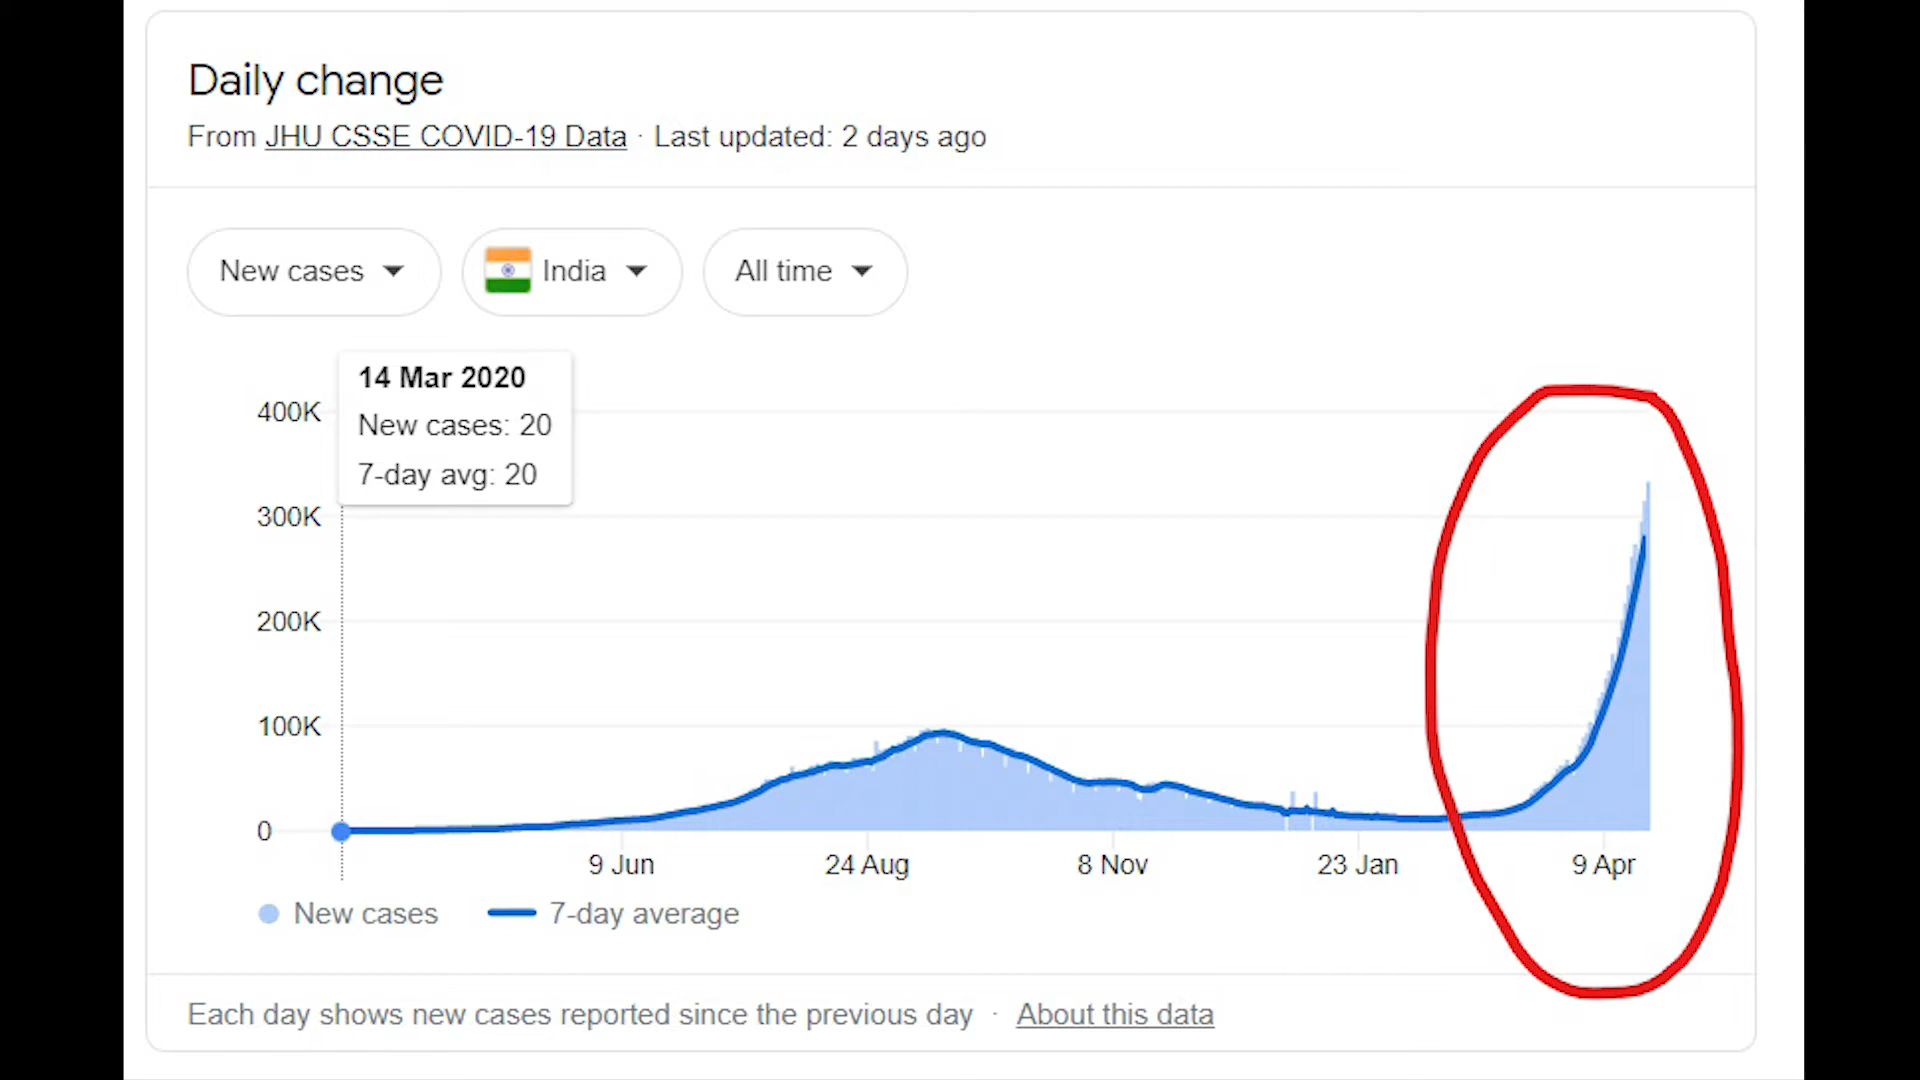 Daily change
From JHU CSSE COVID-19 Data · Last updated: 2 days ago
New cases
India
All time
14 Mar 2020
New cases: 20
7-day avg: 20
400K
300K
200K
100K
0
9 Jun
24 Aug
8 Nov
23 Jan
9 Apr
New cases
7-day average
Each day shows new cases reported since the previous day · About this data